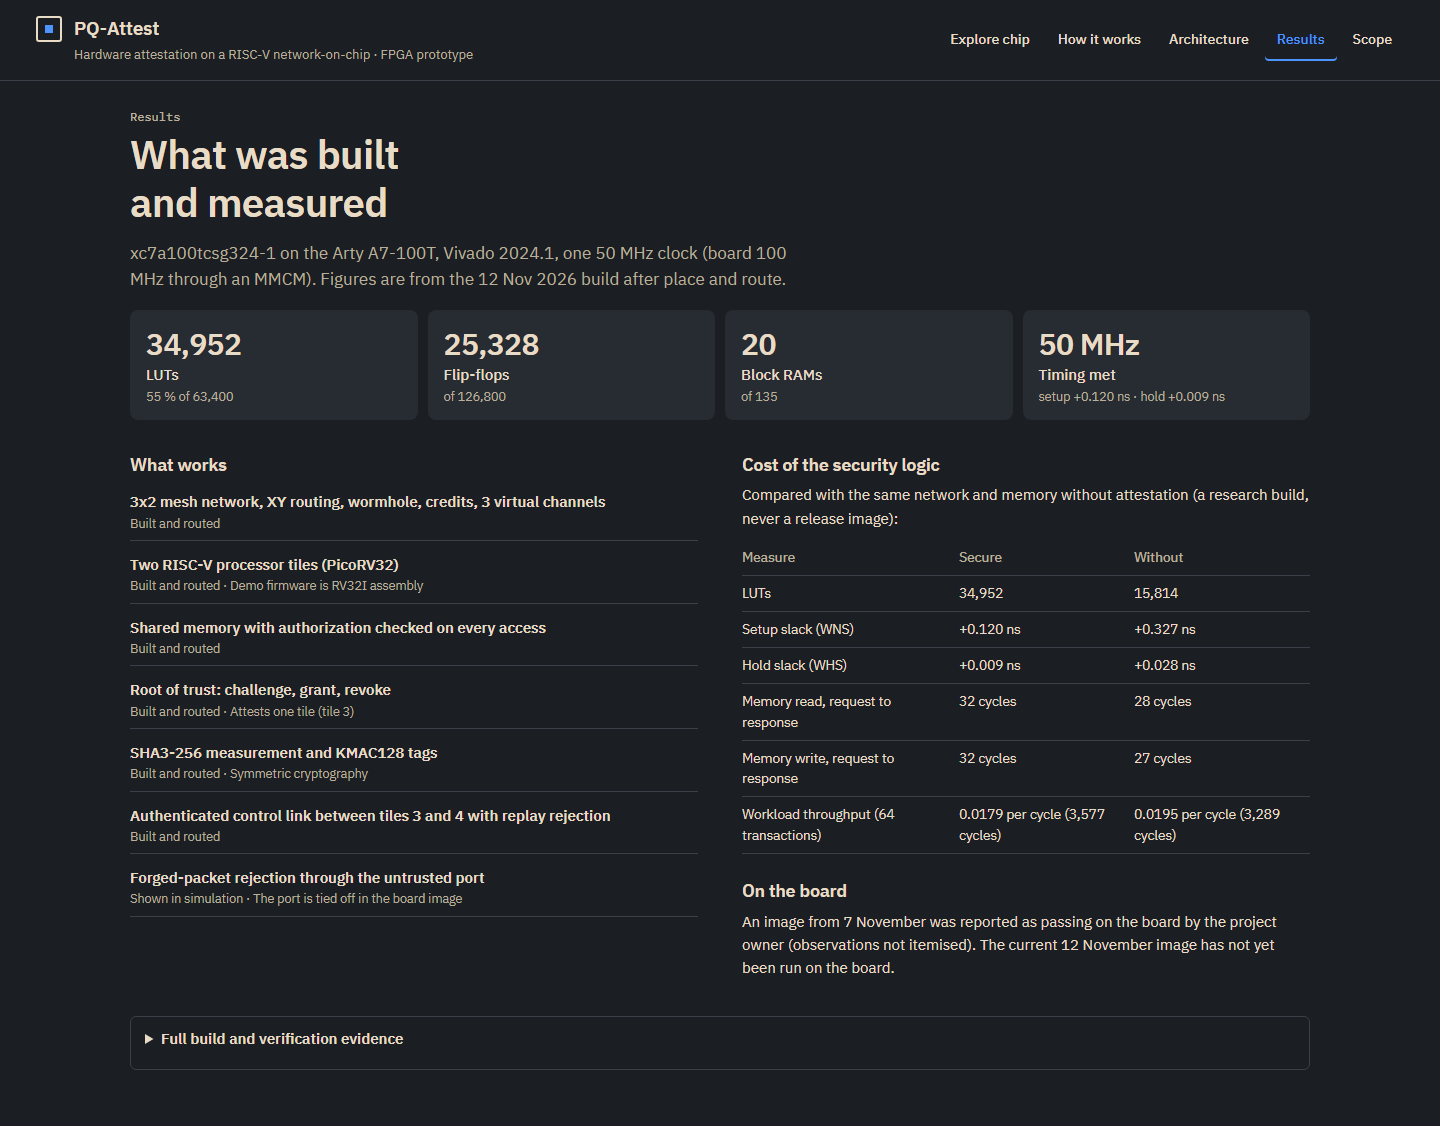 PQ-Attest
Hardware attestation on a RISC-V network-on-chip · FPGA prototype
Explore chip
How it works
Architecture
Results
Scope
Results
What was built
and measured
xc7a100tcsg324-1 on the Arty A7-100T, Vivado 2024.1, one 50 MHz clock (board 100
MHz through an MMCM). Figures are from the 12 Nov 2026 build after place and route.
34,952
LUTs
55 % of 63,400
25,328
Flip-flops
of 126,800
20
Block RAMs
of 135
50 MHz
Timing met
setup +0.120 ns · hold +0.009 ns
What works
3x2 mesh network, XY routing, wormhole, credits, 3 virtual channels
Built and routed
Two RISC-V processor tiles (PicoRV32)
Built and routed · Demo firmware is RV32I assembly
Shared memory with authorization checked on every access
Built and routed
Root of trust: challenge, grant, revoke
Built and routed · Attests one tile (tile 3)
SHA3-256 measurement and KMAC128 tags
Built and routed · Symmetric cryptography
Authenticated control link between tiles 3 and 4 with replay rejection
Built and routed
Forged-packet rejection through the untrusted port
Shown in simulation · The port is tied off in the board image
Cost of the security logic
Compared with the same network and memory without attestation (a research build,
never a release image):
Measure Secure Without
LUTs 34,952 15,814
Setup slack (WNS) +0.120 ns +0.327 ns
Hold slack (WHS) +0.009 ns +0.028 ns
Memory read, request to 32 cycles 28 cycles
response
Memory write, request to 32 cycles 27 cycles
response
Workload throughput (64 0.0179 per cycle (3,577 0.0195 per cycle (3,289
transactions) cycles) cycles)
On the board
An image from 7 November was reported as passing on the board by the project
owner (observations not itemised). The current 12 November image has not yet
been run on the board.
Full build and verification evidence